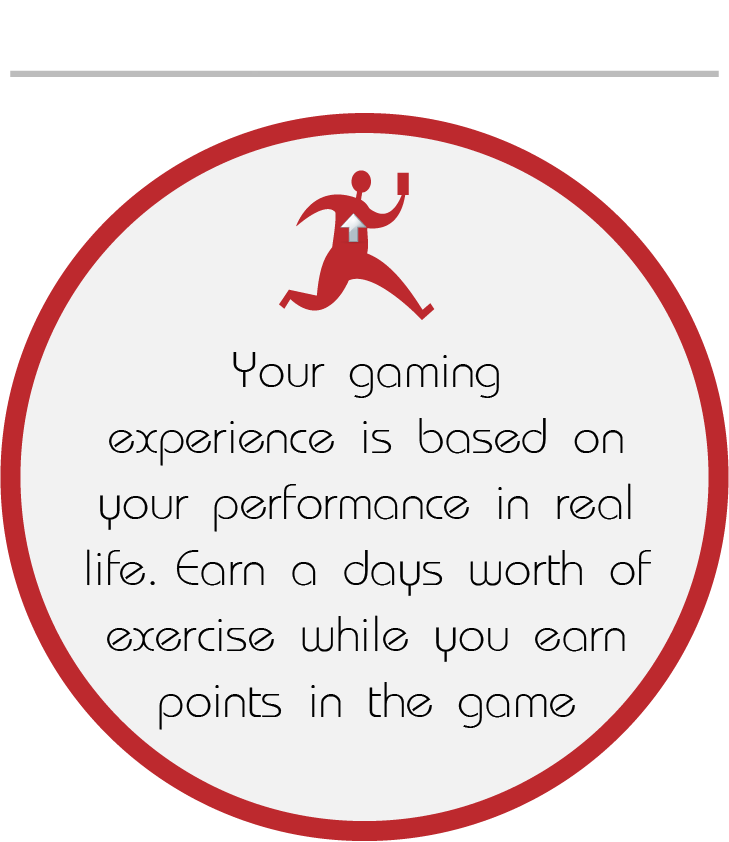 Your gaming
experience is based on
your performance in real
life. Earn a days worth of
exercise while you earn
points in the game